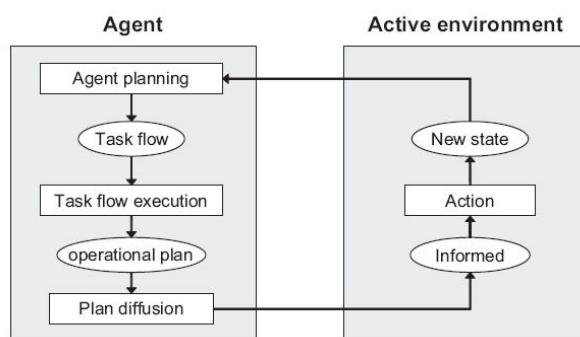 Agent
Active environment
Agent planning
Task flow
Task flow execution
operational plan
Plan diffusion
New state
Action
Informed